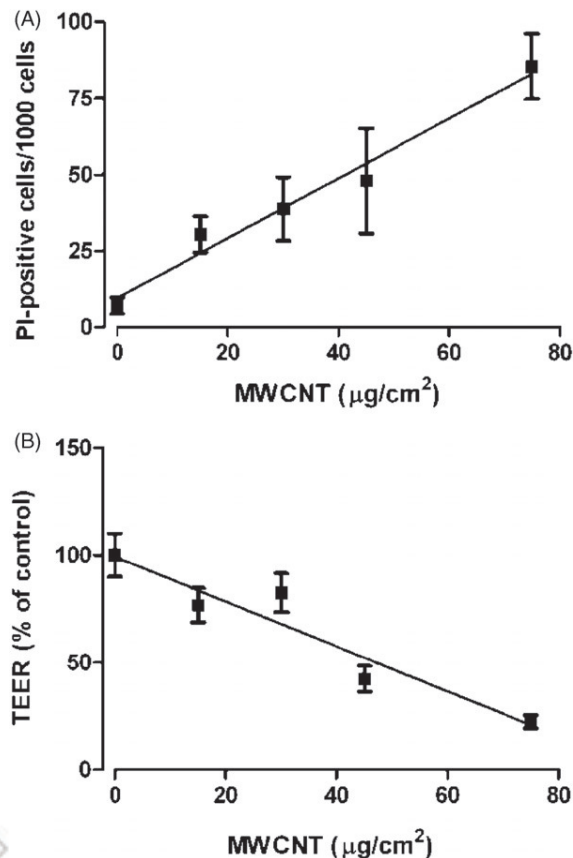 (A)
PI-positive cells/1000 cells
100
75
50
25
0
0 20 40 60 80
MWCNT (μg/cm²)
(B)
TEER (% of control)
150
100
50
0
0 20 40 60 80
MWCNT (μg/cm²)